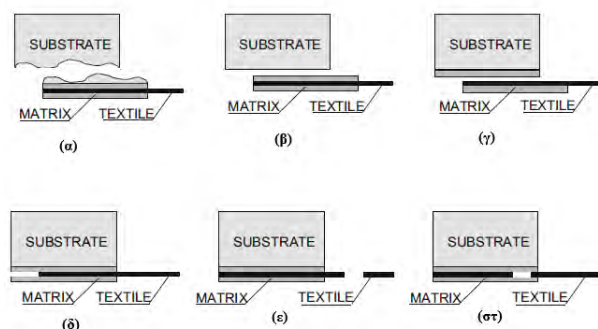 SUBSTRATE
MATRIX TEXTILE
(α)
SUBSTRATE
MATRIX TEXTILE
(β)
SUBSTRATE
MATRIX TEXTILE
(γ)
SUBSTRATE
MATRIX TEXTILE
(δ)
SUBSTRATE
MATRIX TEXTILE
(ε)
SUBSTRATE
MATRIX TEXTILE
(στ)